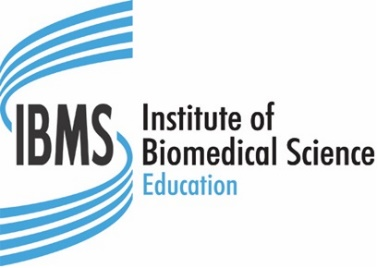 IBMS
Institute of
Biomedical Science
Education